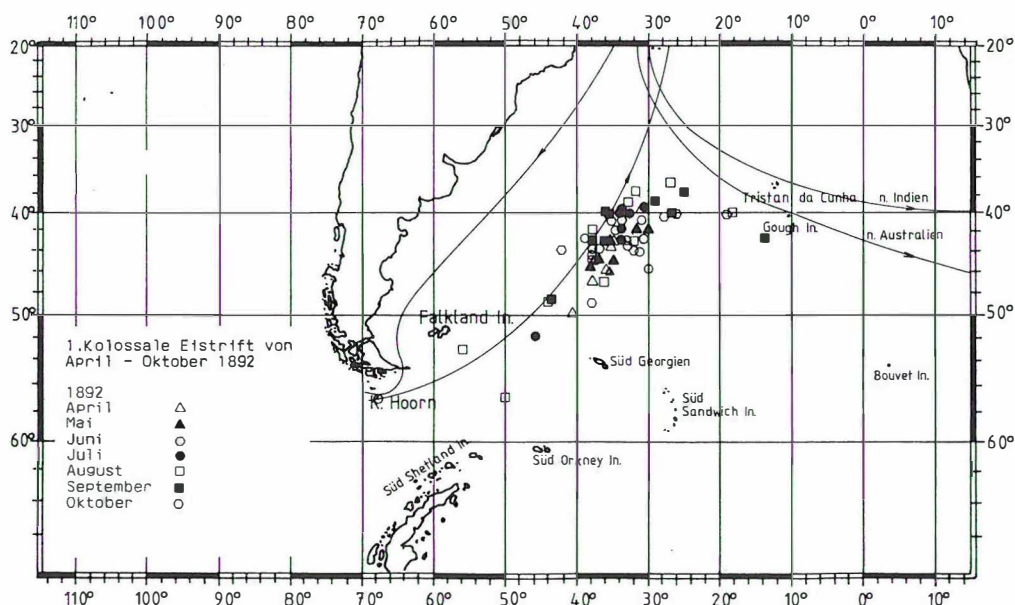 110° 100° 90° 80° 70° 60° 50° 40° 30° 20° 10° 0° 10°
20° 20°
30° 30°
Tristan da Cunha n. Indien
40° 40°
Gough In.
n. Australien
50° 50°
Falkland In.
1.Kolossale Eistrift von
April - Oktober 1892
Süd Georgien
Bouvet In.
1892
April
Mai
Juni
Juli
August
September
Oktober
K. Hoorn
Süd
Sandwich In.
60° 60°
Süd Shetland In.
Süd Orkney In.
110° 100° 90° 80° 70° 60° 50° 40° 30° 20° 10° 0° 10°